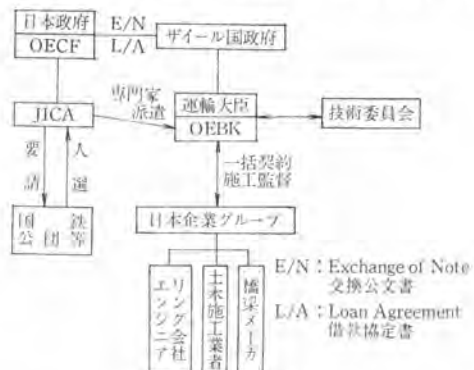 日本政府
OECF
E/N
L/A
ザイール国政府
JICA
専門家
派遣
運輸大臣
OEBK
技術委員会
要請
人選
一括契約
施工監督
国鉄
公団等
日本企業グループ
エンジニア
リング会社
土木施工業者
橋梁メーカ
E/N：Exchange of Note
交換公文書
L/A：Loan Agreement
借款協定書